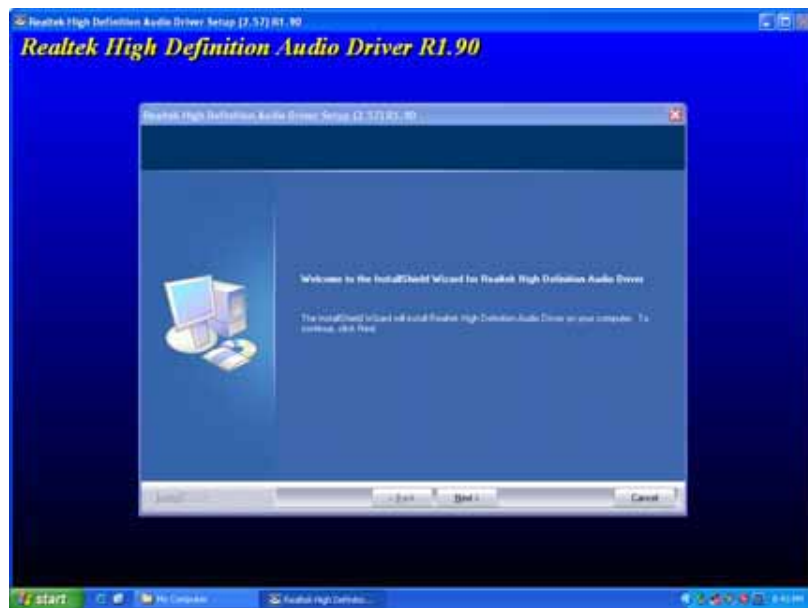 Realtek High Definition Audio Driver Setup (2.57) R1.90
Realtek High Definition Audio Driver R1.90
Realtek High Definition Audio Driver Setup (2.57) R1.90
Welcome to the InstallShield Wizard for Realtek High Definition Audio Driver
The InstallShield Wizard will install Realtek High Definition Audio Driver on your computer. To
continue, click Next.
InstallShield
< Back
Next >
Cancel
start
My Computer
Realtek High Definitio...